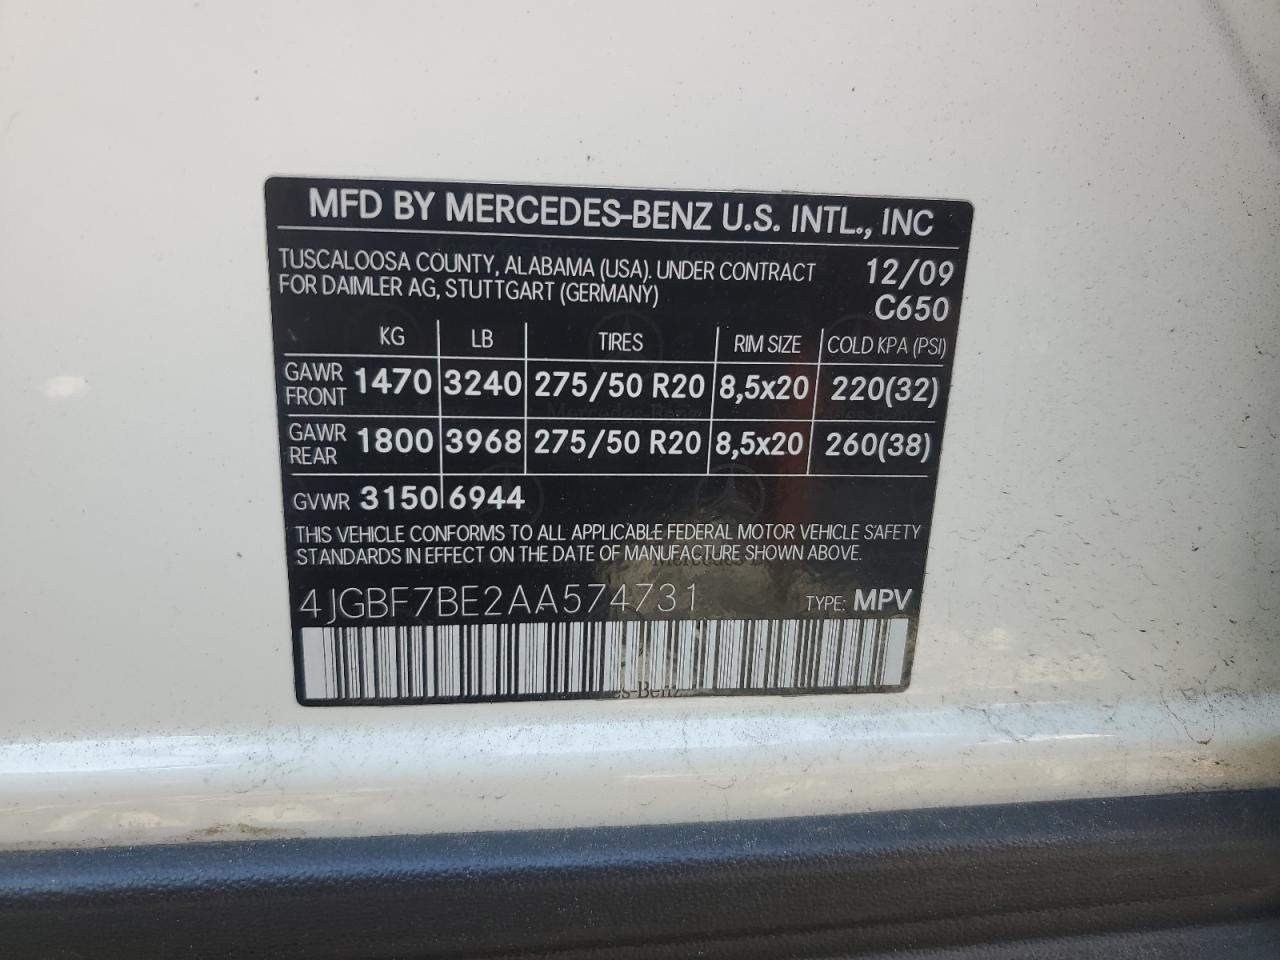 MFD BY MERCEDES-BENZ U.S. INTL., INC
TUSCALOOSA COUNTY, ALABAMA (USA). UNDER CONTRACT 12/09
FOR DAIMLER AG, STUTTGART (GERMANY) C650
KG LB TIRES RIM SIZE COLD KPA (PSI)
GAWR FRONT 1470 3240 275/50 R20 8,5x20 220(32)
GAWR REAR 1800 3968 275/50 R20 8,5x20 260(38)
GVWR 3150 6944
THIS VEHICLE CONFORMS TO ALL APPLICABLE FEDERAL MOTOR VEHICLE SAFETY
STANDARDS IN EFFECT ON THE DATE OF MANUFACTURE SHOWN ABOVE.
4JGBF7BE2AA574731 TYPE: MPV